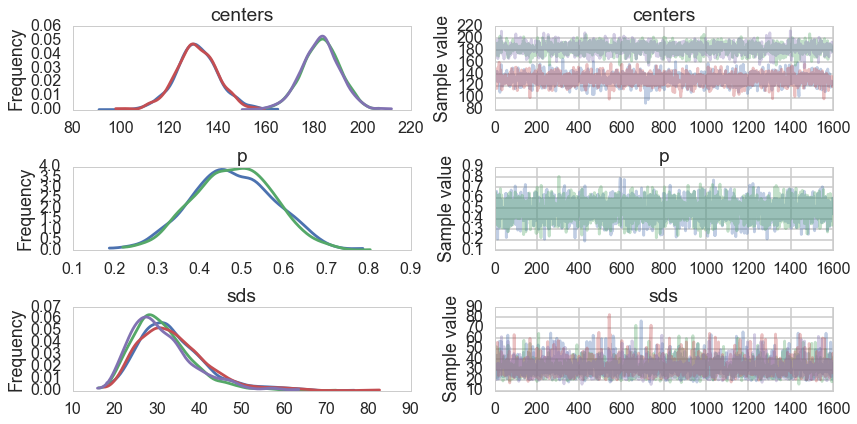 centers
Frequency
0.06
0.05
0.04
0.03
0.02
0.01
0.00
80 100 120 140 160 180 200 220
centers
Sample value
220
200
180
160
140
120
100
80
0 200 400 600 800 1000 1200 1400 1600
p
Frequency
4.0
3.5
3.0
2.5
2.0
1.5
1.0
0.5
0.0
0.1 0.2 0.3 0.4 0.5 0.6 0.7 0.8 0.9
p
Sample value
0.9
0.8
0.7
0.6
0.5
0.4
0.3
0.2
0.1
0 200 400 600 800 1000 1200 1400 1600
sds
Frequency
0.07
0.06
0.05
0.04
0.03
0.02
0.01
0.00
10 20 30 40 50 60 70 80 90
sds
Sample value
90
80
70
60
50
40
30
20
10
0 200 400 600 800 1000 1200 1400 1600